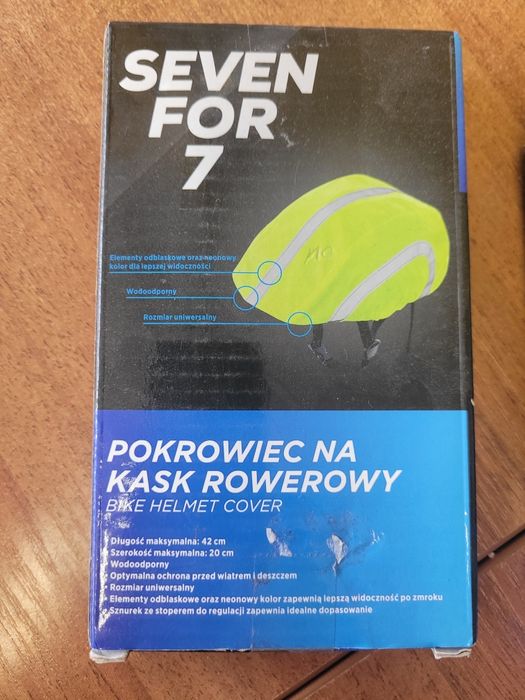 SEVEN
FOR
7
Elementy odblaskowe oraz neonowy
kolor dla lepszej widoczności
Wodoodporny
Rozmiar uniwersalny
POKROWIEC NA
KASK ROWEROWY
BIKE HELMET COVER
Długość maksymalna: 42 cm
Szerokość maksymalna: 20 cm
Wodoodporny
Optymalna ochrona przed wiatrem i deszczem
Rozmiar uniwersalny
Elementy odblaskowe oraz neonowy kolor zapewnią lepszą widoczność po zmroku
Sznurek ze stoperem do regulacji zapewnia idealne dopasowanie